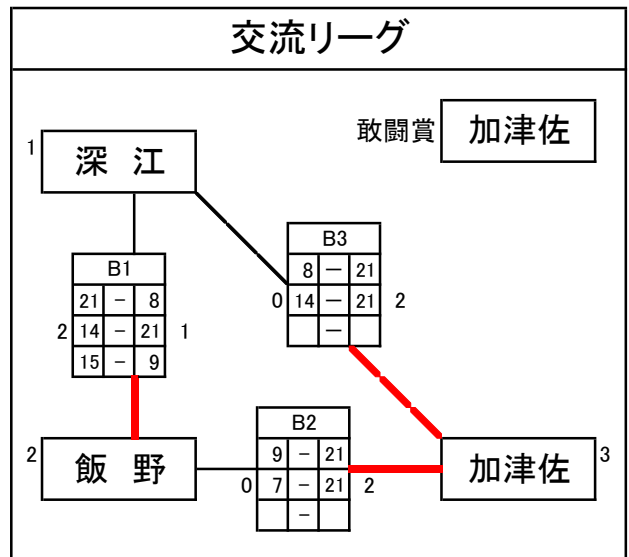 交流リーグ
敢闘賞 加津佐
1 深 江
B3
8 － 21
0 14 － 21 2
－
B1
21 － 8
2 14 － 21 1
15 － 9
B2
9 － 21
0 7 － 21 2
－
2 飯 野
加津佐 3